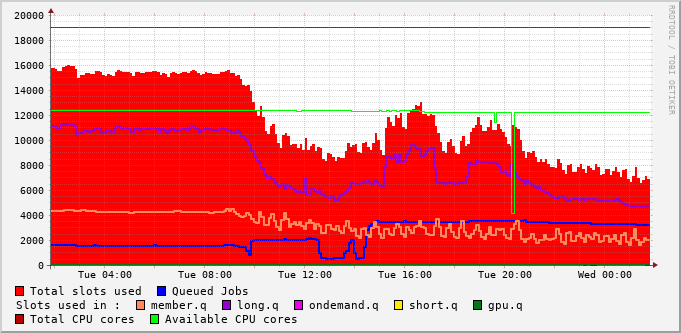 20000
18000
16000
14000
12000
10000
8000
6000
4000
2000
0
Tue 04:00 Tue 08:00 Tue 12:00 Tue 16:00 Tue 20:00 Wed 00:00
Total slots used Queued Jobs
Slots used in : member.q long.q ondemand.q short.q gpu.q
Total CPU cores Available CPU cores
RRDTOOL / TOBI OETIKER